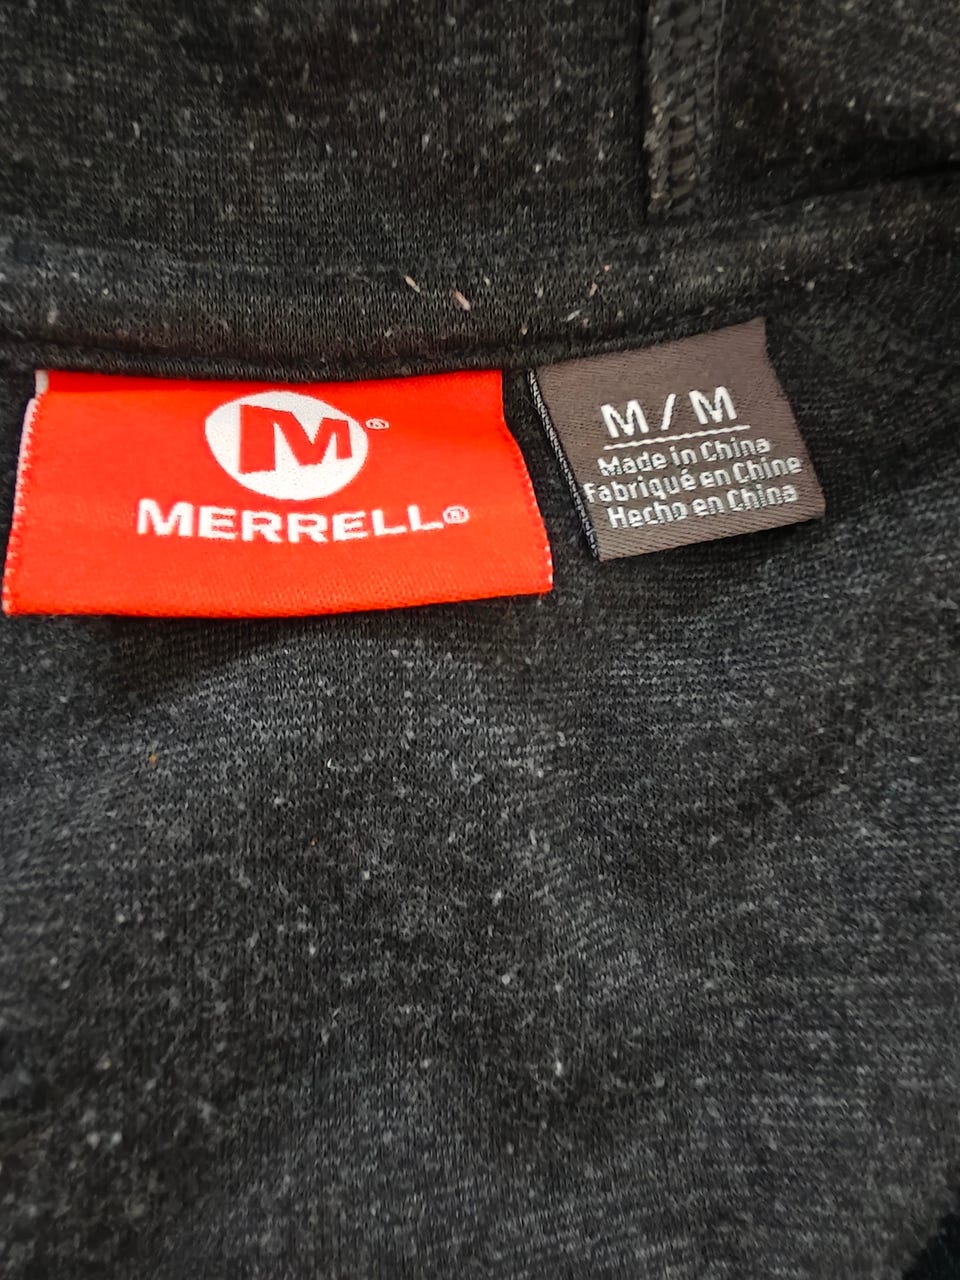 M®
MERRELL®
M / M
Made in China
Fabriqué en Chine
Hecho en China